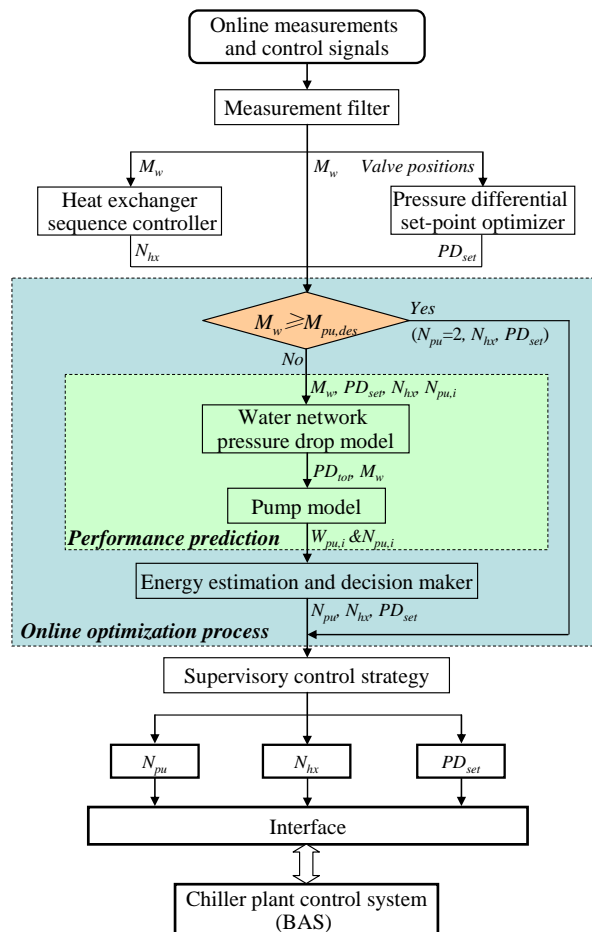 Online measurements
and control signals
Measurement filter
M_w
M_w
Valve positions
Heat exchanger
sequence controller
Pressure differential
set-point optimizer
N_hx
PD_set
M_w ≥ M_pu,des
Yes
(N_pu=2, N_hx, PD_set)
No
M_w, PD_set, N_hx, N_pu,i
Water network
pressure drop model
PD_tot, M_w
Pump model
Performance prediction
W_pu,i & N_pu,i
Energy estimation and decision maker
N_pu, N_hx, PD_set
Online optimization process
Supervisory control strategy
N_pu
N_hx
PD_set
Interface
Chiller plant control system
(BAS)